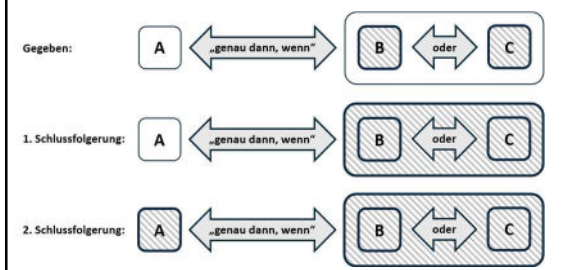 Gegeben: A „genau dann, wenn“ B oder C
1. Schlussfolgerung: A „genau dann, wenn“ B oder C
2. Schlussfolgerung: A „genau dann, wenn“ B oder C